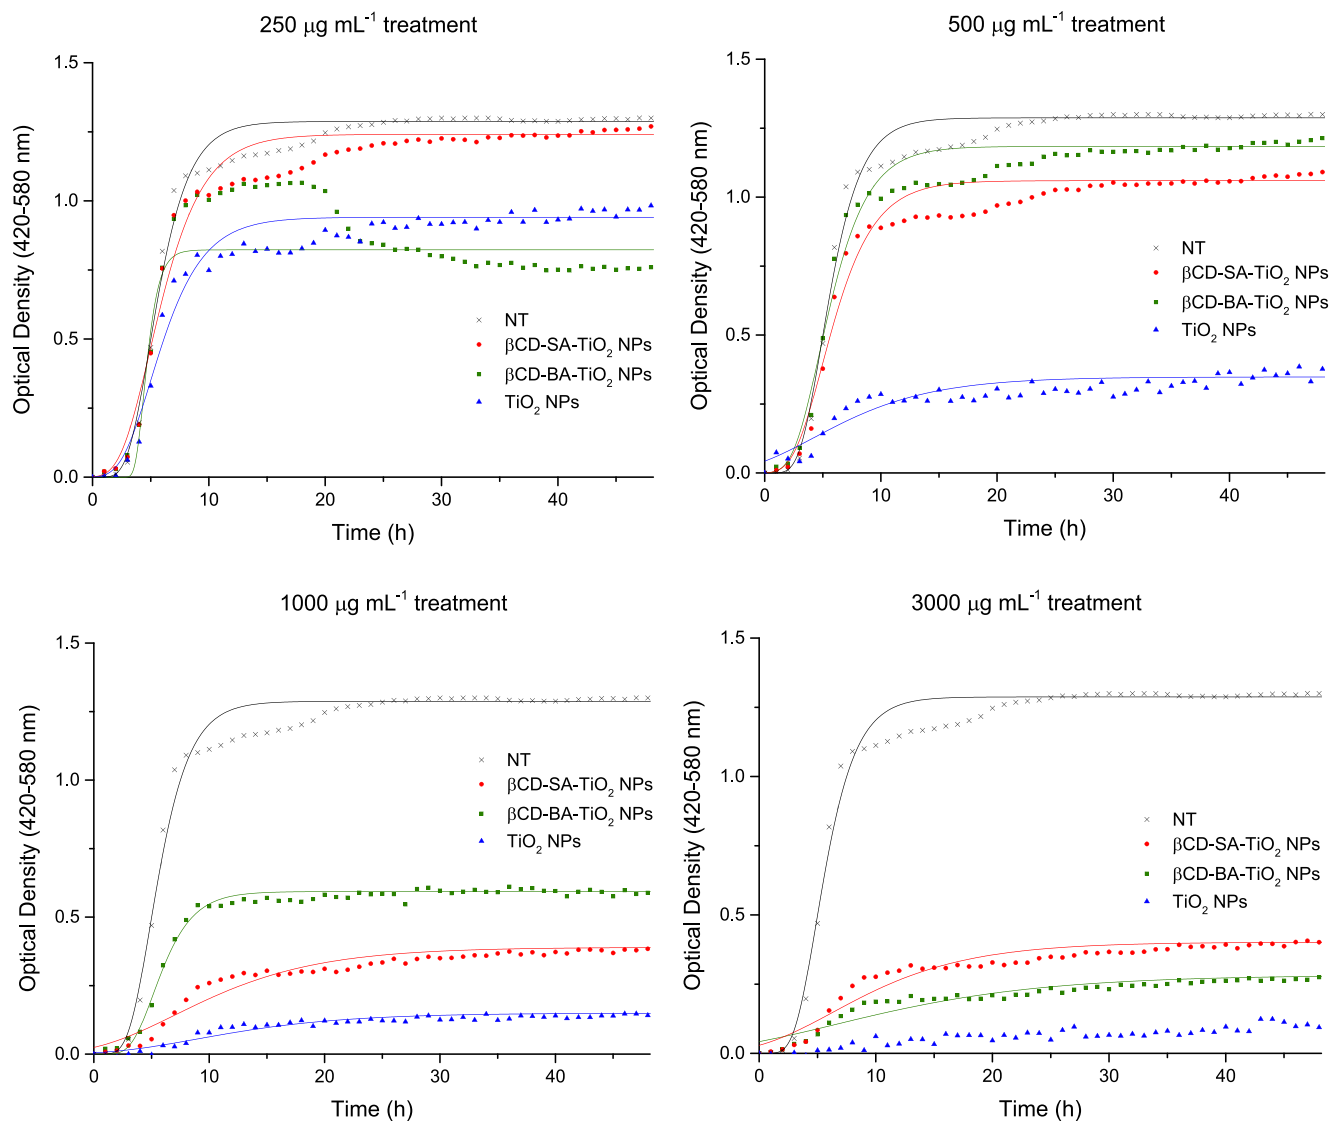 250 μg mL⁻¹ treatment
Optical Density (420-580 nm)
1.5
1.0
0.5
0.0
NT
βCD-SA-TiO₂ NPs
βCD-BA-TiO₂ NPs
TiO₂ NPs
0 10 20 30 40
Time (h)
500 μg mL⁻¹ treatment
Optical Density (420-580 nm)
1.5
1.0
0.5
0.0
NT
βCD-SA-TiO₂ NPs
βCD-BA-TiO₂ NPs
TiO₂ NPs
0 10 20 30 40
Time (h)
1000 μg mL⁻¹ treatment
Optical Density (420-580 nm)
1.5
1.0
0.5
0.0
NT
βCD-SA-TiO₂ NPs
βCD-BA-TiO₂ NPs
TiO₂ NPs
0 10 20 30 40
Time (h)
3000 μg mL⁻¹ treatment
Optical Density (420-580 nm)
1.5
1.0
0.5
0.0
NT
βCD-SA-TiO₂ NPs
βCD-BA-TiO₂ NPs
TiO₂ NPs
0 10 20 30 40
Time (h)